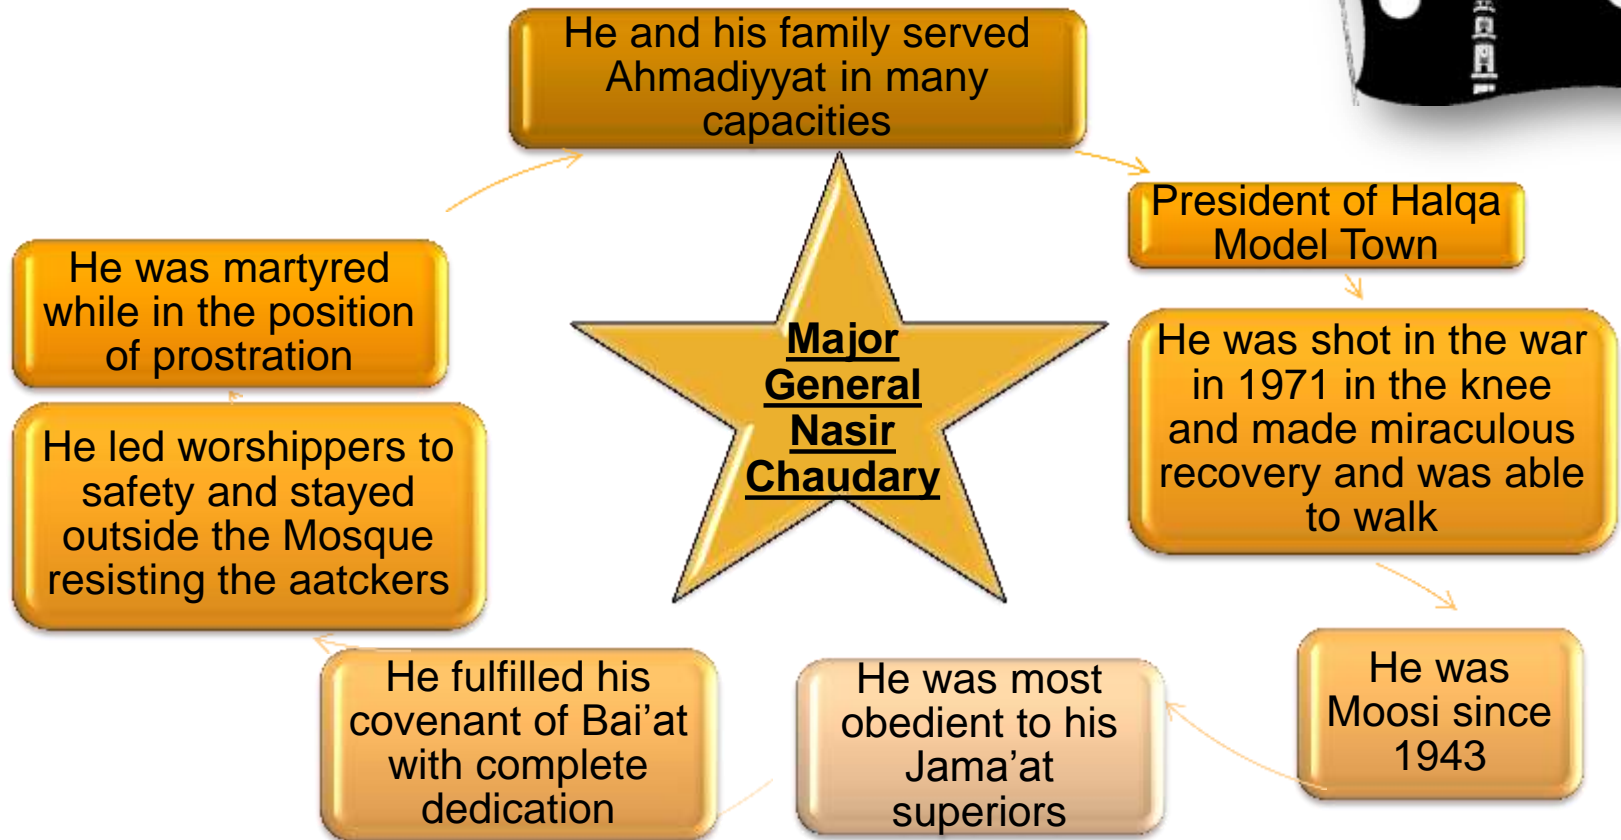 He and his family served
Ahmadiyyat in many
capacities
President of Halqa
Model Town
He was shot in the war
in 1971 in the knee
and made miraculous
recovery and was able
to walk
He was
Moosi since
1943
He was most
obedient to his
Jama’at
superiors
He fulfilled his
covenant of Bai’at
with complete
dedication
He led worshippers to
safety and stayed
outside the Mosque
resisting the aatckers
He was martyred
while in the position
of prostration
Major
General
Nasir
Chaudary